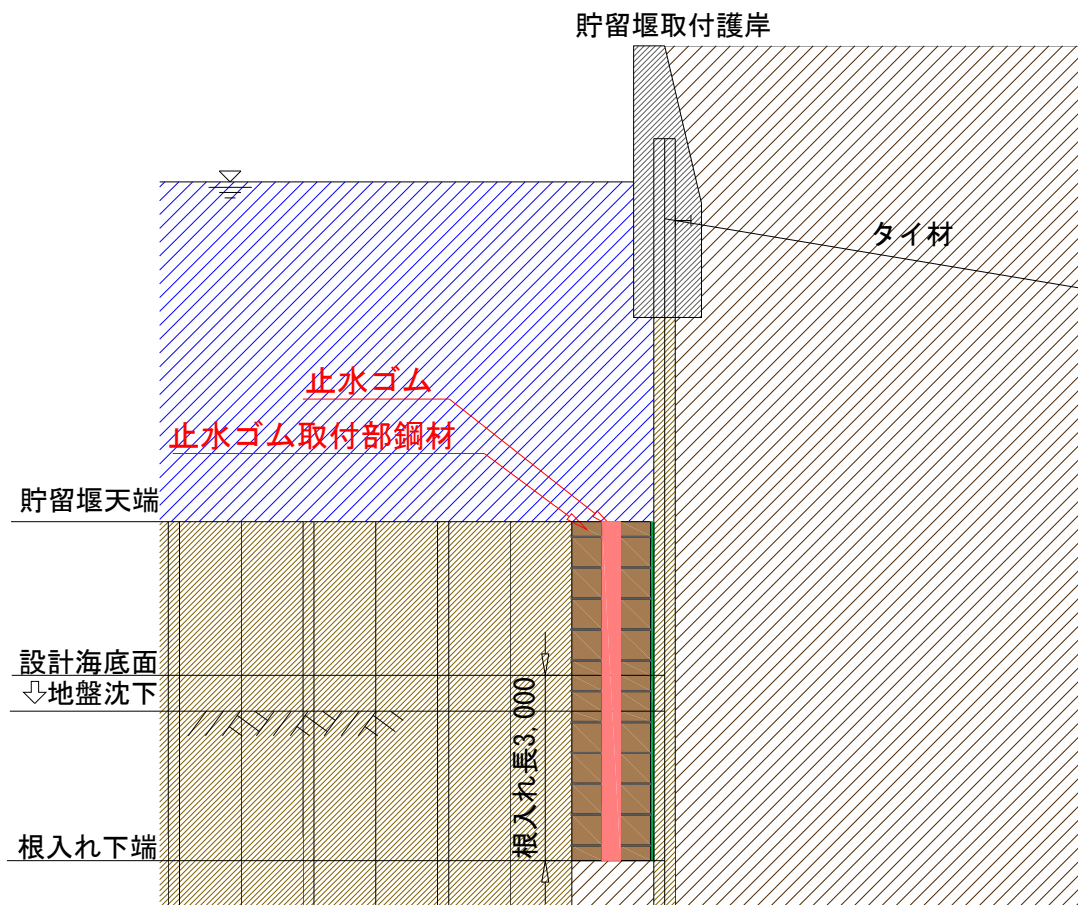 貯留堰取付護岸
タイ材
止水ゴム
止水ゴム取付部鋼材
貯留堰天端
設計海底面
⇩地盤沈下
根入れ長3,000
根入れ下端